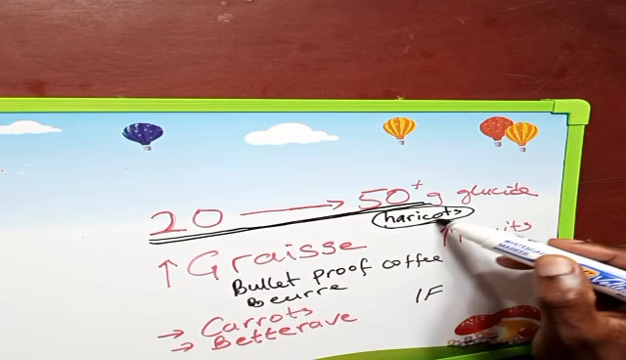 20 → 50+ g glucide
haricots
↑ Graisse
Bullet proof coffee
Beurre
IF
→ Carrots
→ Betterave